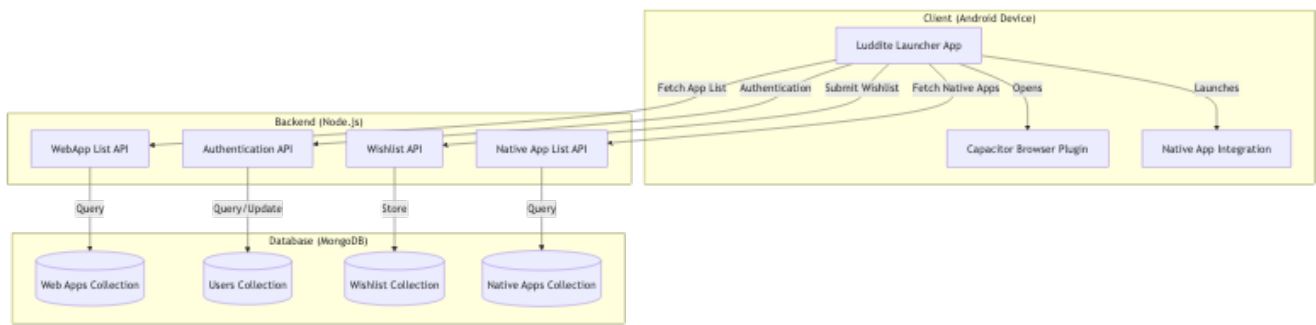 Client (Android Device)
Luddite Launcher App
Fetch App List
Authentication
Submit Wishlist
Fetch Native Apps
Opens
Launches
Backend (Node.js)
WebApp List API
Authentication API
Wishlist API
Native App List API
Capacitor Browser Plugin
Native App Integration
Query
Query/Update
Store
Query
Database (MongoDB)
Web Apps Collection
Users Collection
Wishlist Collection
Native Apps Collection